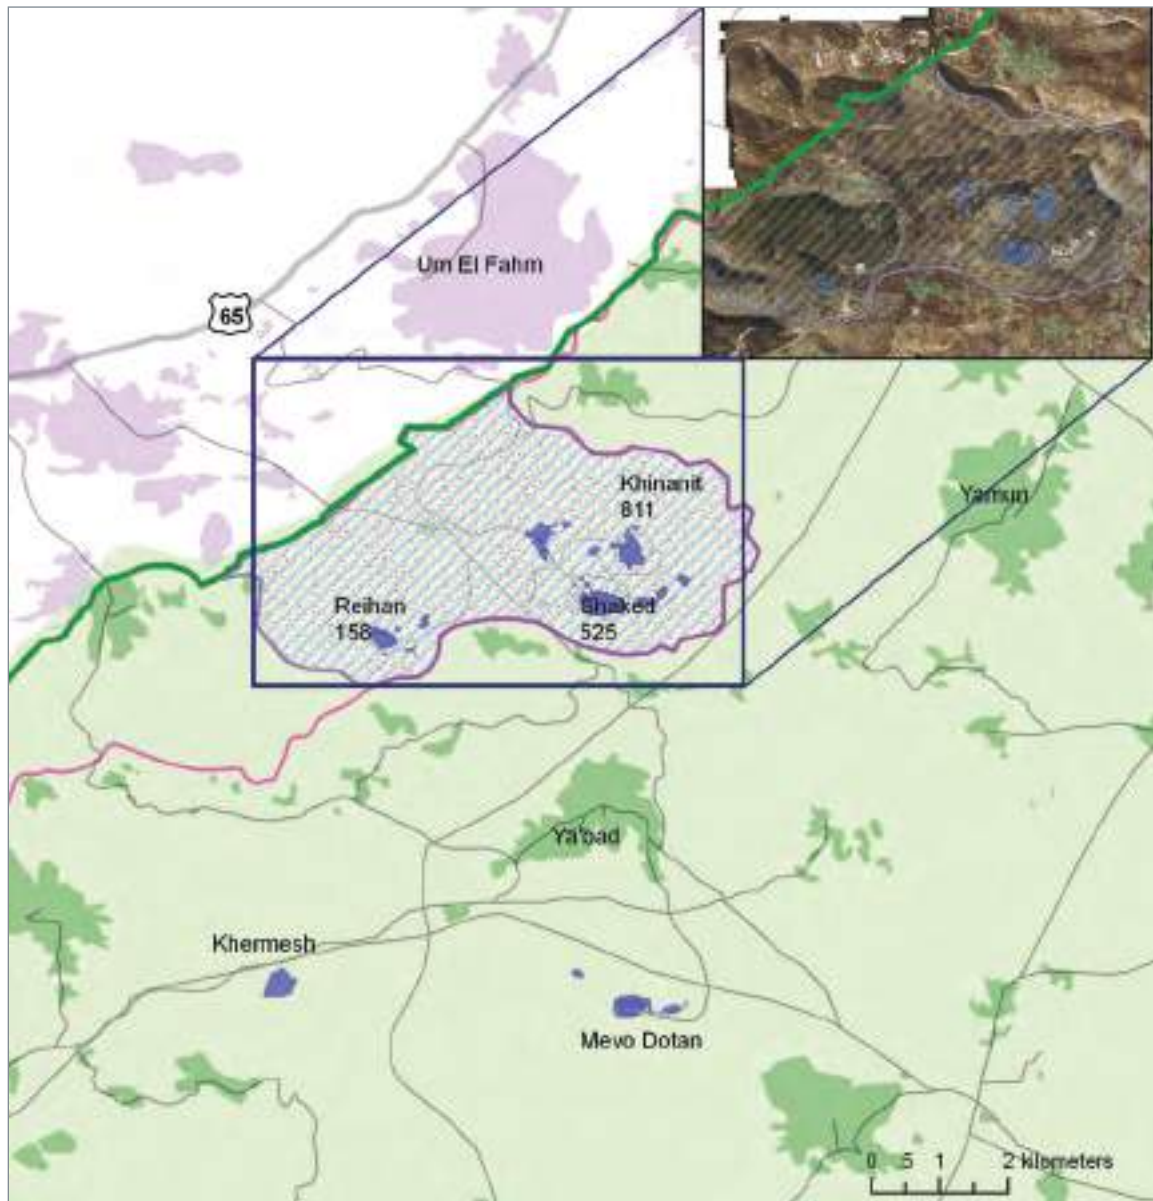 Um El Fahm
65
Khinanit
811
Yamun
Reihan
158
Shaked
525
Ya'bad
Khermesh
Mevo Dotan
0 .5 1 2 kilometers